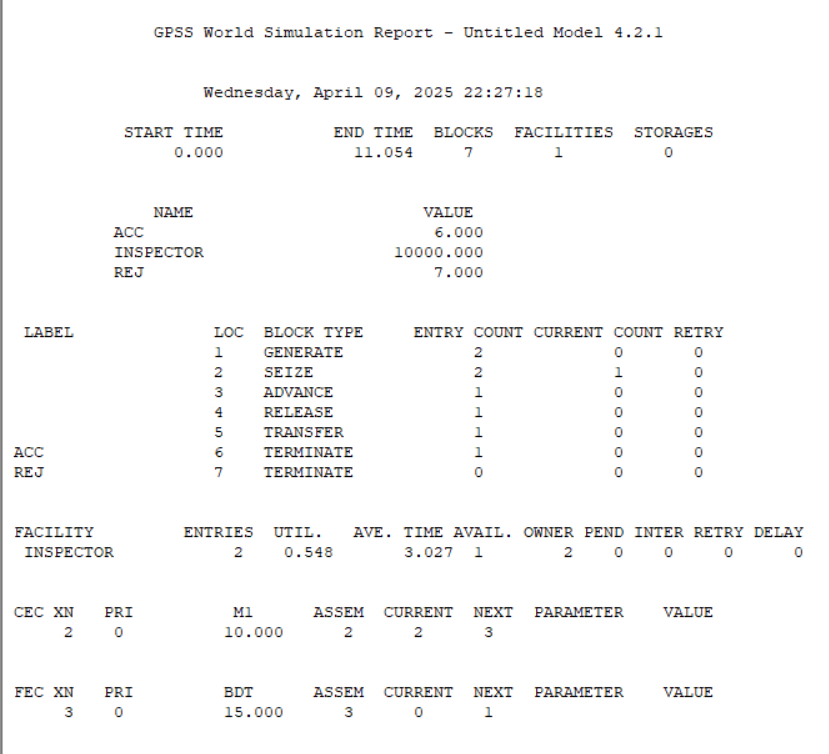 GPSS World Simulation Report - Untitled Model 4.2.1
Wednesday, April 09, 2025 22:27:18
START TIME END TIME BLOCKS FACILITIES STORAGES
0.000 11.054 7 1 0
NAME VALUE
ACC 6.000
INSPECTOR 10000.000
REJ 7.000
LABEL LOC BLOCK TYPE ENTRY COUNT CURRENT COUNT RETRY
1 GENERATE 2 0 0
2 SEIZE 2 1 0
3 ADVANCE 1 0 0
4 RELEASE 1 0 0
5 TRANSFER 1 0 0
ACC 6 TERMINATE 1 0 0
REJ 7 TERMINATE 0 0 0
FACILITY ENTRIES UTIL. AVE. TIME AVAIL. OWNER PEND INTER RETRY DELAY
INSPECTOR 2 0.548 3.027 1 2 0 0 0 0
CEC XN PRI M1 ASSEM CURRENT NEXT PARAMETER VALUE
2 0 10.000 2 2 3
FEC XN PRI BDT ASSEM CURRENT NEXT PARAMETER VALUE
3 0 15.000 3 0 1